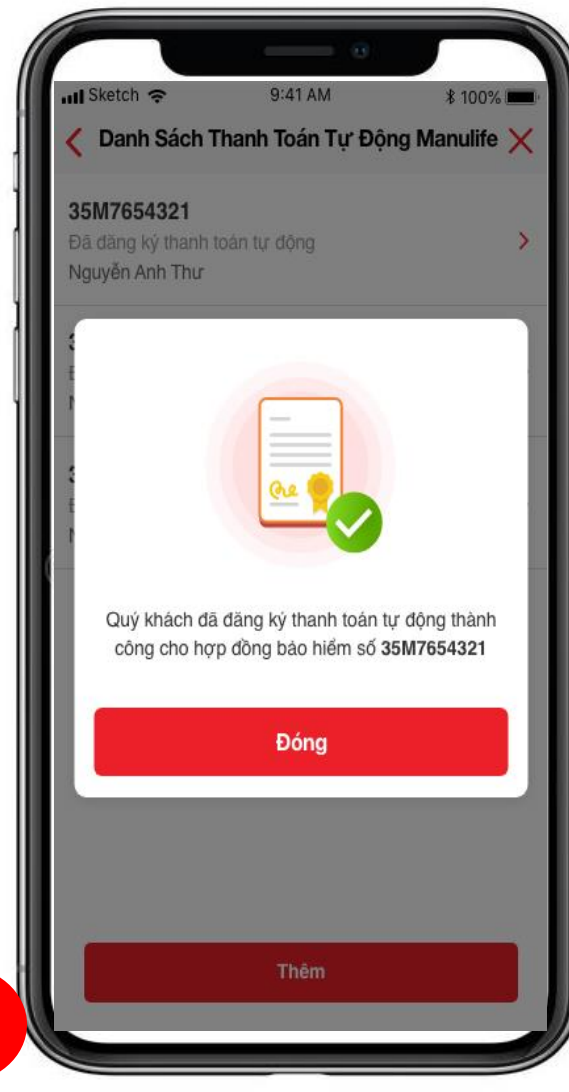 Sketch 9:41 AM 100%
Danh Sách Thanh Toán Tự Động Manulife
35M7654321
Đã đăng ký thanh toán tự động
Nguyễn Anh Thư
Quý khách đã đăng ký thanh toán tự động thành
công cho hợp đồng bảo hiểm số 35M7654321
Đóng
Thêm